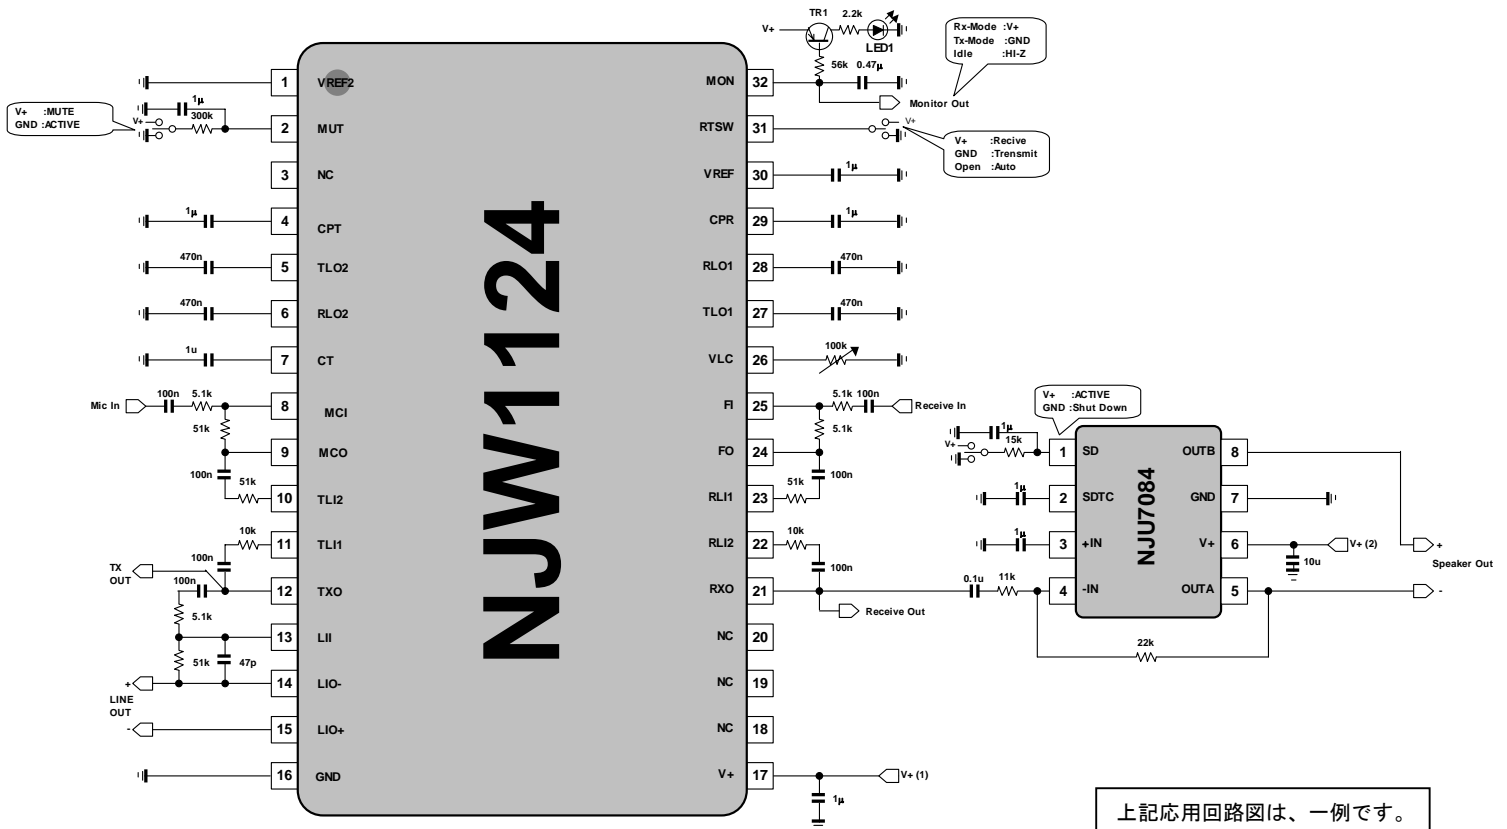 TR1
2.2k
V+
LED1
56k
0.47μ
Rx-Mode :V+
Tx-Mode :GND
Idle :HI-Z
Monitor Out
V+ :MUTE
GND :ACTIVE
1μ
V+
300k
V+
V+ :Recive
GND :Trensmit
Open :Auto
1 VREF2
2 MUT
3 NC
1μ
4 CPT
470n
5 TLO2
470n
6 RLO2
1u
7 CT
Mic In
100n
5.1k
8 MCI
51k
9 MCO
100n
51k
10 TLI2
10k
11 TLI1
100n
TX
OUT
100n
12 TXO
5.1k
13 LII
51k
47p
+
14 LIO-
LINE
OUT
-
15 LIO+
16 GND
NJW1124
MON 32
RTSW 31
VREF 30
1μ
CPR 29
1μ
RLO1 28
470n
TLO1 27
470n
VLC 26
100k
FI 25
5.1k
100n
Receive In
5.1k
FO 24
100n
51k
RLI1 23
RLI2 22
10k
100n
RXO 21
Receive Out
NC 20
NC 19
NC 18
V+ 17
V+ (1)
1μ
0.1u
11k
V+ :ACTIVE
GND :Shut Down
1μ
V+
15k
1 SD
1μ
2 SDTC
1μ
3 +IN
4 -IN
NJU7084
OUTB 8
GND 7
V+ 6
V+ (2)
10u
OUTA 5
+
Speaker Out
-
22k
上記応用回路図は、一例です。